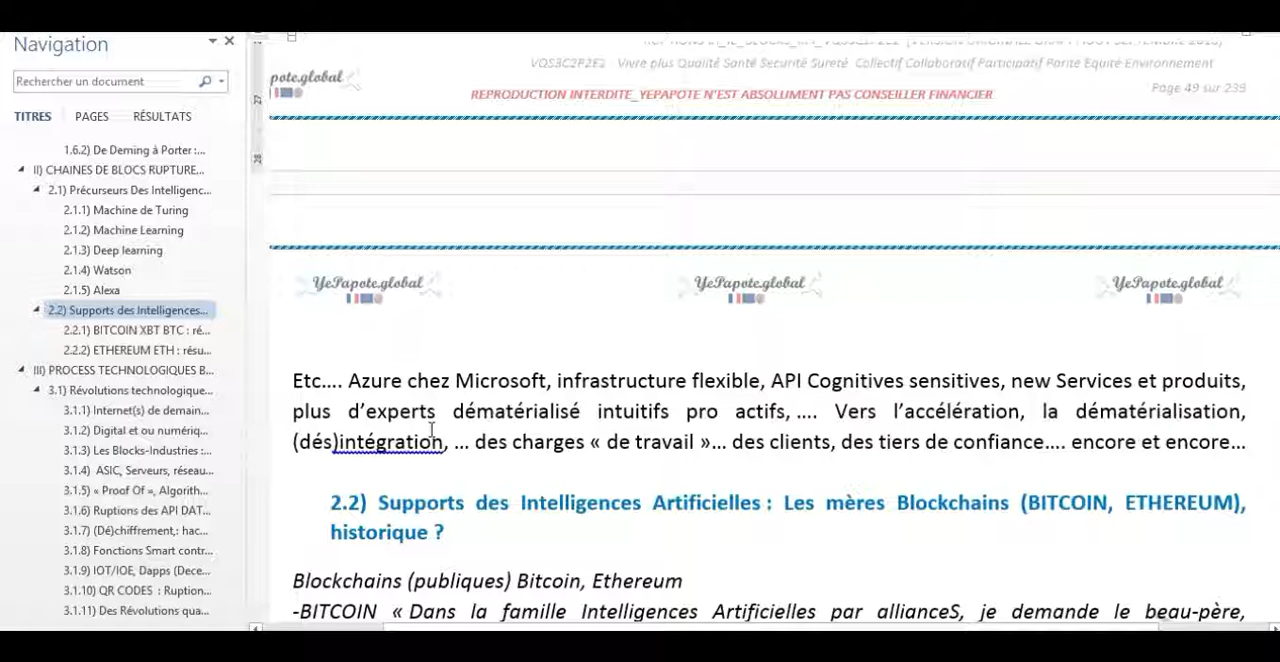 Navigation
Rechercher un document
TITRES PAGES RÉSULTATS
1.6.2) De Deming à Porter :...
II) CHAINES DE BLOCS RUPTURE...
2.1) Précurseurs Des Intelligenc...
2.1.1) Machine de Turing
2.1.2) Machine Learning
2.1.3) Deep learning
2.1.4) Watson
2.1.5) Alexa
2.2) Supports des Intelligences...
2.2.1) BITCOIN XBT BTC : ré...
2.2.2) ETHEREUM ETH : résu...
III) PROCESS TECHNOLOGIQUES B...
3.1) Révolutions technologique...
3.1.1) Internet(s) de demain...
3.1.2) Digital et ou numériq...
3.1.3) Les Blocks-Industries :...
3.1.4) ASIC, Serveurs, réseau...
3.1.5) « Proof Of », Algorith...
3.1.6) Ruptions des API DAT...
3.1.7) (Dé)chiffrement,: hac...
3.1.8) Fonctions Smart contr...
3.1.9) IOT/IOE, Dapps (Dece...
3.1.10) QR CODES : Ruption...
3.1.11) Des Révolutions qua...
27
28
VQS3C2P2E2 Vivre plus Qualité Santé Securité Sureté Collectif Collaboratif Participatif Parité Equité Environnement
pote.global
REPRODUCTION INTERDITE_YEPAPOTE N'EST ABSOLUMENT PAS CONSEILLER FINANCIER
Page 49 sur 239
YePapote.global YePapote.global YePapote.global
Etc.... Azure chez Microsoft, infrastructure flexible, API Cognitives sensitives, new Services et produits,
plus d'experts dématérialisé intuitifs pro actifs, .... Vers l'accélération, la dématérialisation,
(dés)intégration, ... des charges « de travail »... des clients, des tiers de confiance.... encore et encore...
2.2) Supports des Intelligences Artificielles : Les mères Blockchains (BITCOIN, ETHEREUM),
historique ?
Blockchains (publiques) Bitcoin, Ethereum
-BITCOIN « Dans la famille Intelligences Artificielles par allianceS, je demande le beau-père,